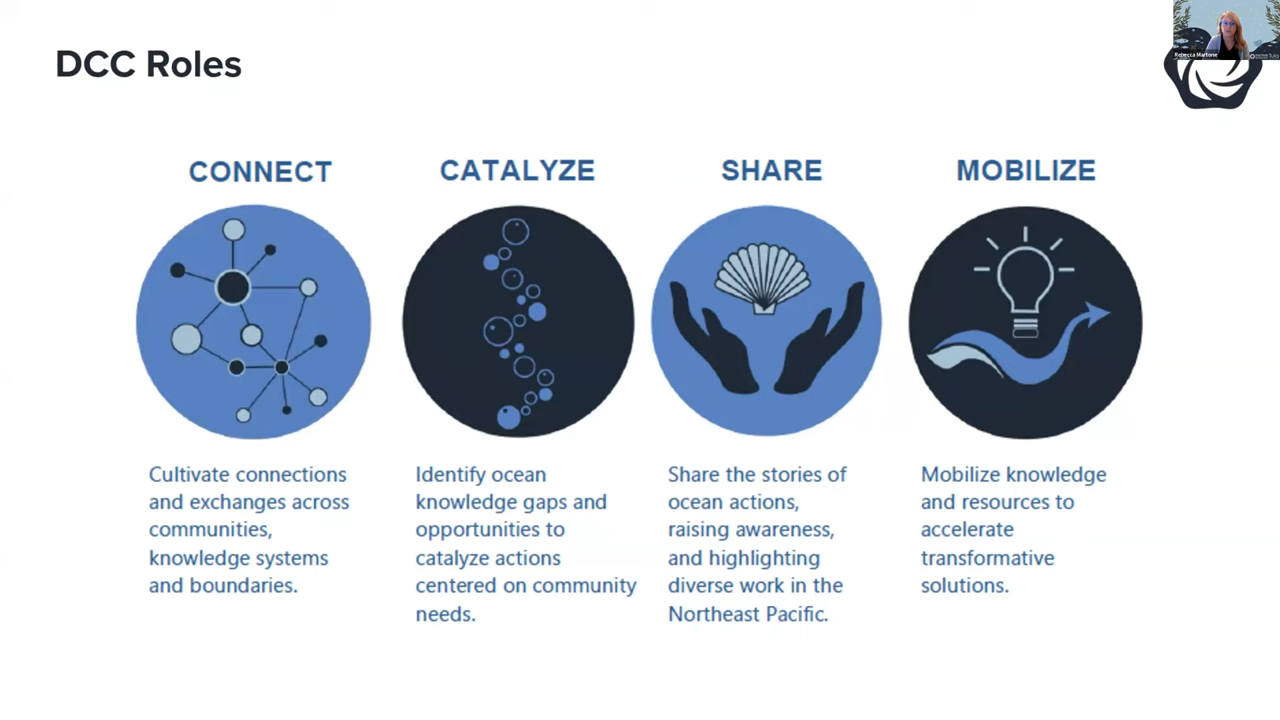 DCC Roles
Rebecca Martone
CONNECT
CATALYZE
SHARE
MOBILIZE
Cultivate connections
and exchanges across
communities,
knowledge systems
and boundaries.
Identify ocean
knowledge gaps and
opportunities to
catalyze actions
centered on community
needs.
Share the stories of
ocean actions,
raising awareness,
and highlighting
diverse work in the
Northeast Pacific.
Mobilize knowledge
and resources to
accelerate
transformative
solutions.